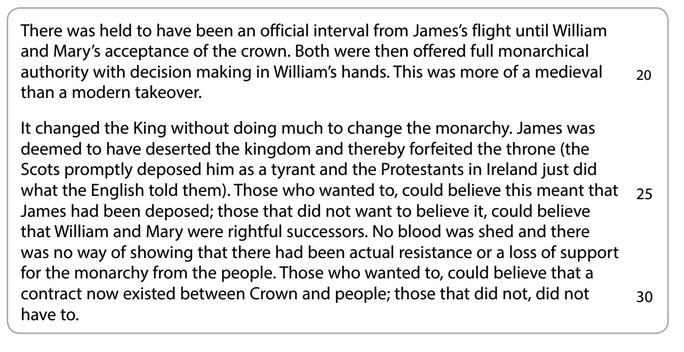 There was held to have been an official interval from James's flight until William
and Mary's acceptance of the crown. Both were then offered full monarchical
authority with decision making in William's hands. This was more of a medieval 20
than a modern takeover.
It changed the King without doing much to change the monarchy. James was
deemed to have deserted the kingdom and thereby forfeited the throne (the
Scots promptly deposed him as a tyrant and the Protestants in Ireland just did
what the English told them). Those who wanted to, could believe this meant that 25
James had been deposed; those that did not want to believe it, could believe
that William and Mary were rightful successors. No blood was shed and there
was no way of showing that there had been actual resistance or a loss of support
for the monarchy from the people. Those who wanted to, could believe that a
contract now existed between Crown and people; those that did not, did not 30
have to.